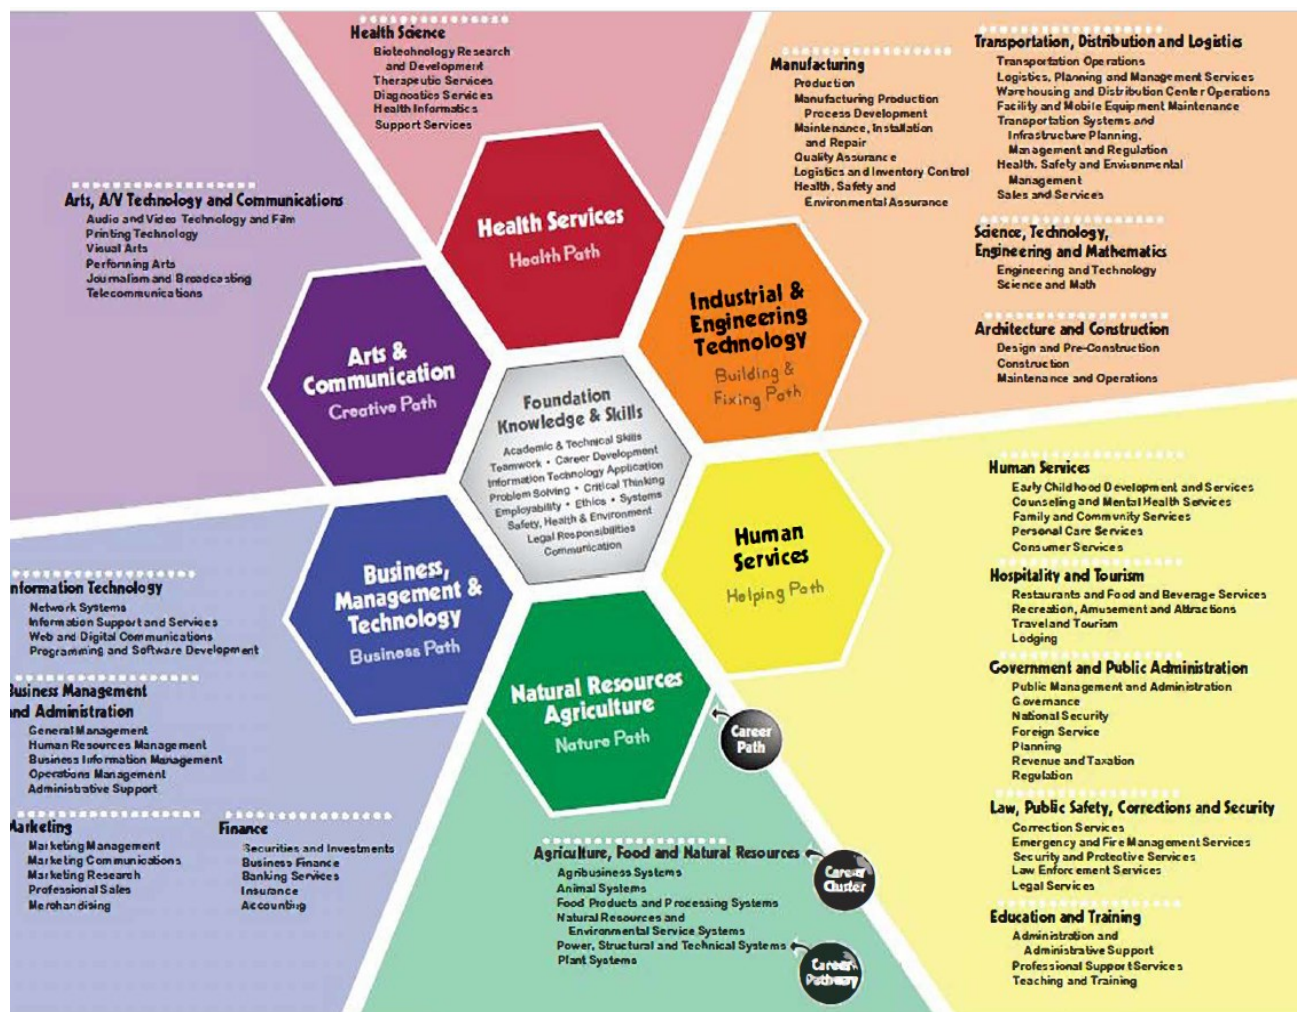 Health Science
Biotechnology Research
and Development
Therapeutic Services
Diagnostics Services
Health Informatics
Support Services
Manufacturing
Production
Manufacturing Production
Process Development
Maintenance, Installation
and Repair
Quality Assurance
Logistics and Inventory Control
Health, Safety and
Environmental Assurance
Transportation, Distribution and Logistics
Transportation Operations
Logistics, Planning and Management Services
Warehousing and Distribution Center Operations
Facility and Mobile Equipment Maintenance
Transportation Systems and
Infrastructure Planning,
Management and Regulation
Health, Safety and Environmental
Management
Sales and Services
Science, Technology,
Engineering and Mathematics
Engineering and Technology
Science and Math
Architecture and Construction
Design and Pre-Construction
Construction
Maintenance and Operations
Arts, A/V Technology and Communications
Audio and Video Technology and Film
Printing Technology
Visual Arts
Performing Arts
Journalism and Broadcasting
Telecommunications
Health Services
Health Path
Industrial &
Engineering
Technology
Building &
Fixing Path
Arts &
Communication
Creative Path
Foundation
Knowledge & Skills
Academic & Technical Skills
Teamwork • Career Development
Information Technology Application
Problem Solving • Critical Thinking
Employability • Ethics • Systems
Safety, Health & Environment
Legal Responsibilities
Communication
Human
Services
Helping Path
Business,
Management &
Technology
Business Path
Natural Resources
Agriculture
Nature Path
Career
Path
Human Services
Early Childhood Development and Services
Counseling and Mental Health Services
Family and Community Services
Personal Care Services
Consumer Services
Hospitality and Tourism
Restaurants and Food and Beverage Services
Recreation, Amusement and Attractions
Travel and Tourism
Lodging
Government and Public Administration
Public Management and Administration
Governance
National Security
Foreign Service
Planning
Revenue and Taxation
Regulation
Law, Public Safety, Corrections and Security
Correction Services
Emergency and Fire Management Services
Security and Protective Services
Law Enforcement Services
Legal Services
Education and Training
Administration and
Administrative Support
Professional Support Services
Teaching and Training
nformation Technology
Network Systems
Information Support and Services
Web and Digital Communications
Programming and Software Development
Business Management
and Administration
General Management
Human Resources Management
Business Information Management
Operations Management
Administrative Support
Marketing
Marketing Management
Marketing Communications
Marketing Research
Professional Sales
Merchandising
Finance
Securities and Investments
Business Finance
Banking Services
Insurance
Accounting
Agriculture, Food and Natural Resources
Agribusiness Systems
Animal Systems
Food Products and Processing Systems
Natural Resources and
Environmental Service Systems
Power, Structural and Technical Systems
Plant Systems
Career
Cluster
Career
Pathway